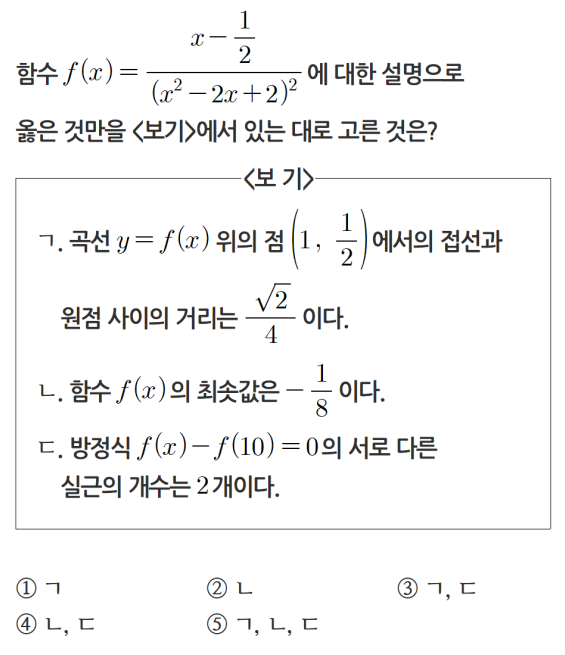 함수 $f(x)=\dfrac{x-\dfrac{1}{2}}{(x^2-2x+2)^2}$ 에 대한 설명으로
옳은 것만을 <보기>에서 있는 대로 고른 것은?
<보 기>
ㄱ. 곡선 $y=f(x)$ 위의 점 $\left(1,\ \dfrac{1}{2}\right)$에서의 접선과
원점 사이의 거리는 $\dfrac{\sqrt{2}}{4}$ 이다.
ㄴ. 함수 $f(x)$의 최솟값은 $-\dfrac{1}{8}$ 이다.
ㄷ. 방정식 $f(x)-f(10)=0$의 서로 다른
실근의 개수는 2개이다.
① ㄱ ② ㄴ ③ ㄱ, ㄷ
④ ㄴ, ㄷ ⑤ ㄱ, ㄴ, ㄷ